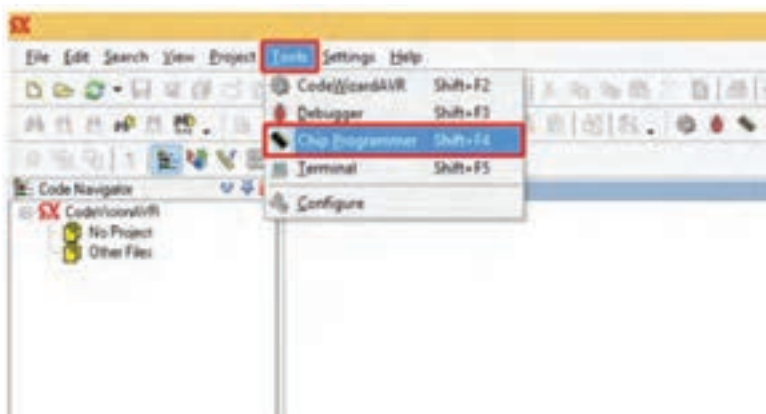 File Edit Search View Project Tools Settings Help
CodeWizardAVR Shift+F2
Debugger Shift+F3
Chip Programmer Shift+F4
Terminal Shift+F5
Configure
Code Navigator
CodeVisionAVR
No Project
Other Files